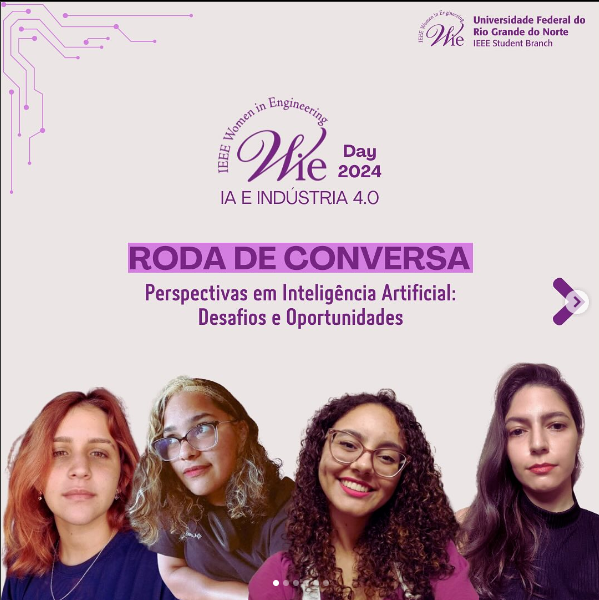 IEEE Women in Engineering
Wie
Universidade Federal do
Rio Grande do Norte
IEEE Student Branch
IEEE Women in Engineering
Wie
Day
2024
IA E INDÚSTRIA 4.0
RODA DE CONVERSA
Perspectivas em Inteligência Artificial:
Desafios e Oportunidades